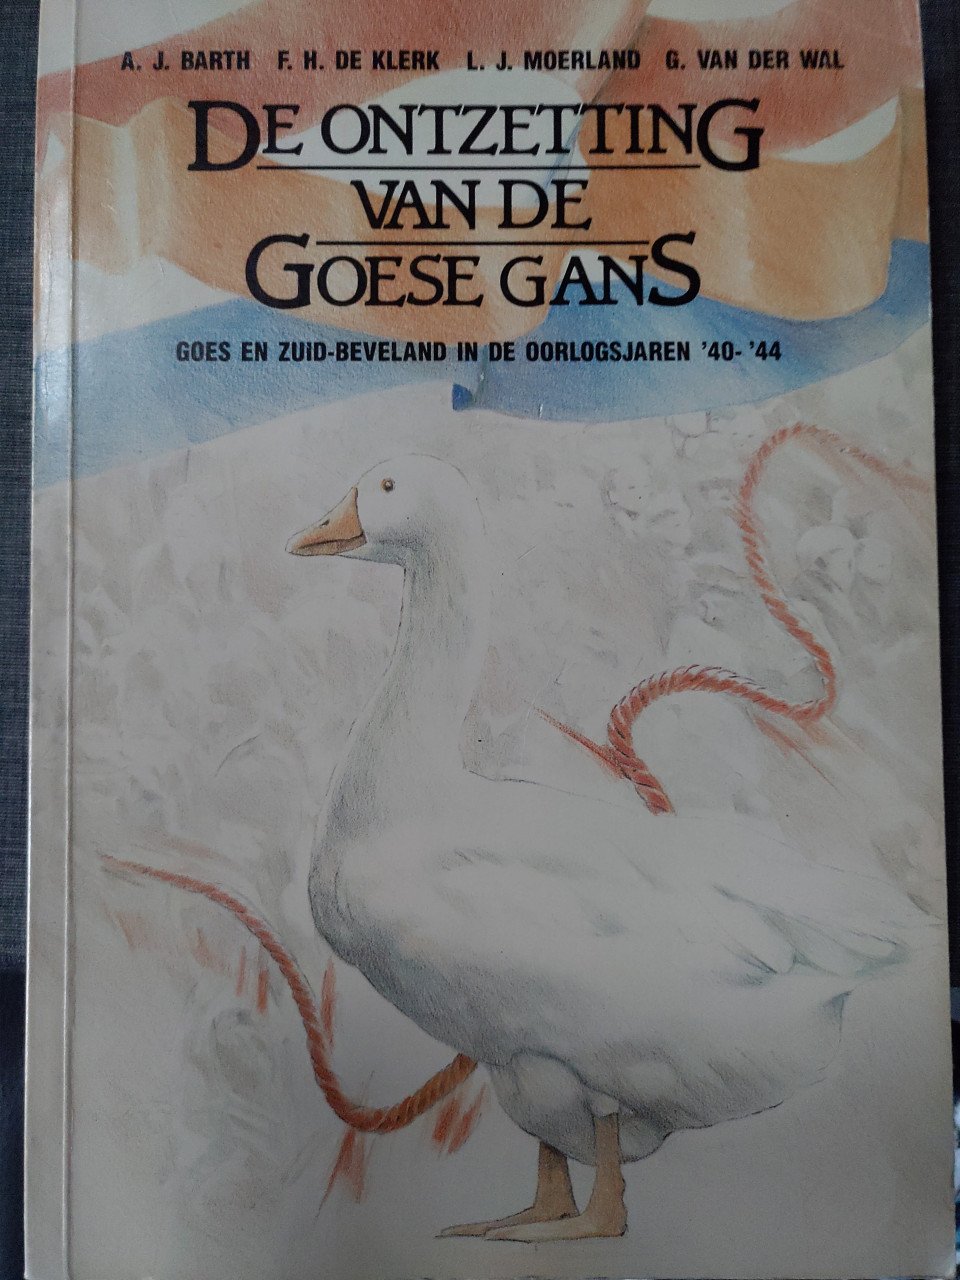 A. J. BARTH F. H. DE KLERK L. J. MOERLAND G. VAN DER WAL
DE ONTZETTING
VAN DE
GOESE GANS
GOES EN ZUID-BEVELAND IN DE OORLOGSJAREN '40- '44